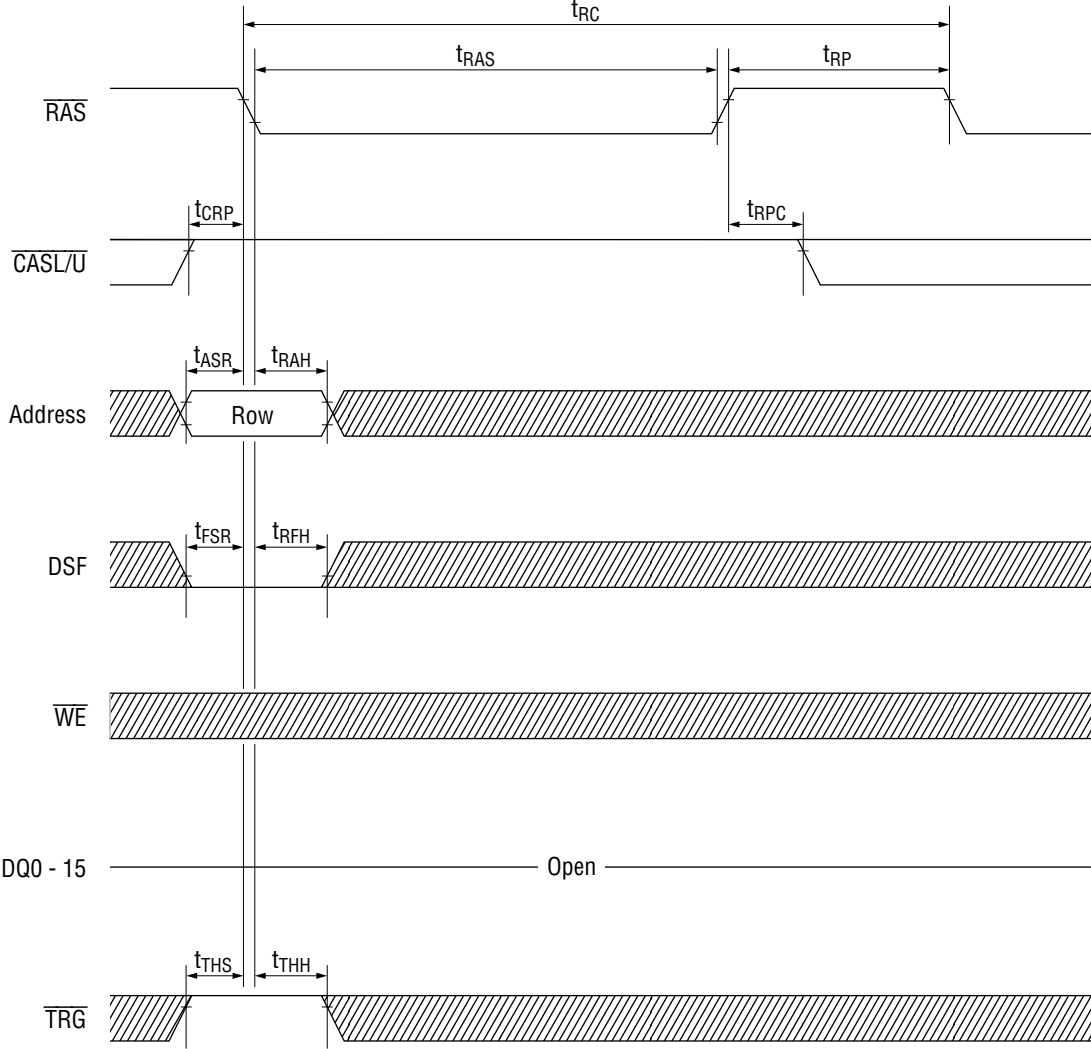 tRC
tRAS tRP
RAS
tCRP tRPC
CASL/U
tASR tRAH
Address Row
tFSR tRFH
DSF
WE
DQ0 - 15 Open
tTHS tTHH
TRG